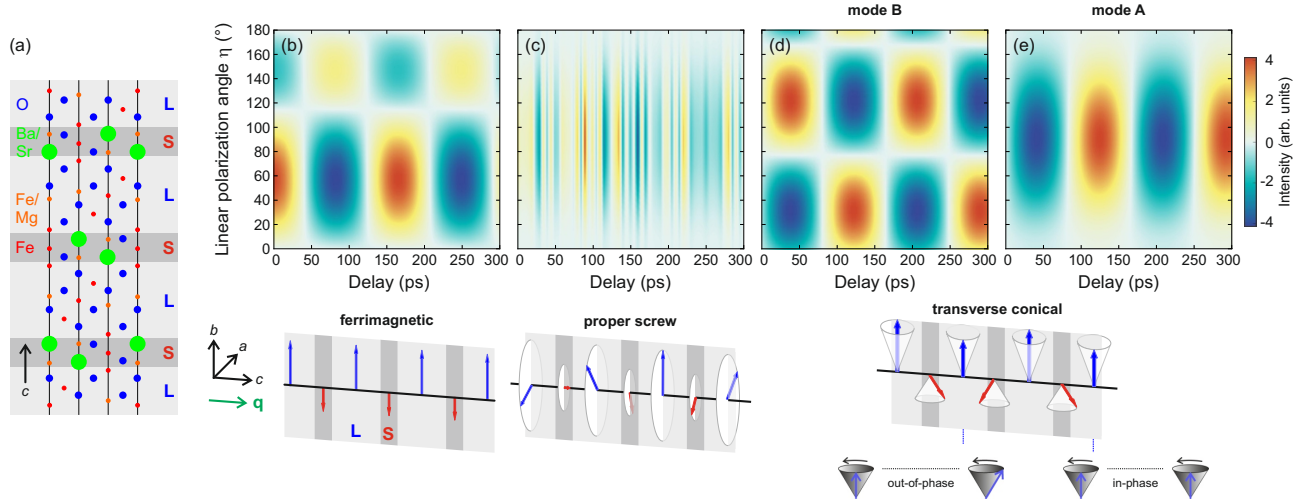 mode B
mode A
(a)
O
L
Ba/
Sr
S
L
Fe/
Mg
Fe
S
L
S
L
c
Linear polarization angle η (°)
180
160
140
120
100
80
60
40
20
0
(b)
0 50 100 150 200 250 300
Delay (ps)
(c)
0 50 100 150 200 250 300
Delay (ps)
(d)
0 50 100 150 200 250 300
Delay (ps)
(e)
0 50 100 150 200 250 300
Delay (ps)
4
2
0
-2
-4
Intensity (arb. units)
b
a
c
q
ferrimagnetic
L S
proper screw
transverse conical
out-of-phase
in-phase